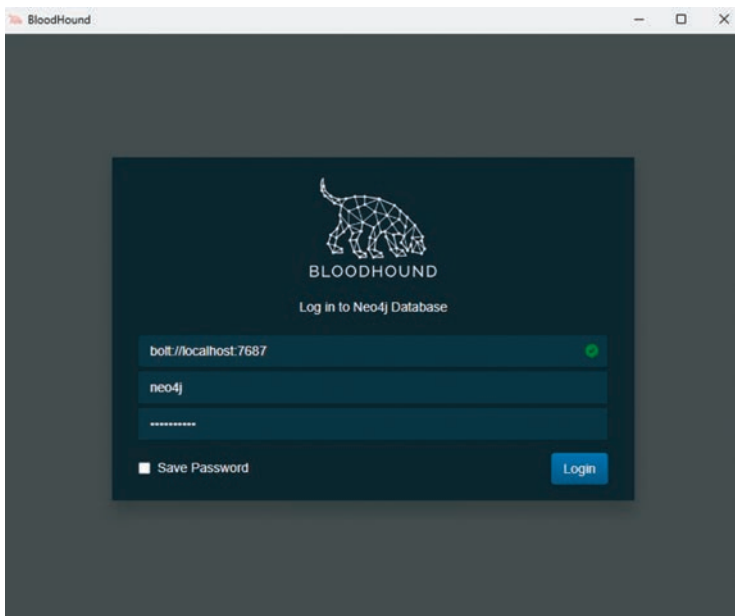 BloodHound
BLOODHOUND
Log in to Neo4j Database
bolt://localhost:7687
neo4j
••••••••••
Save Password
Login